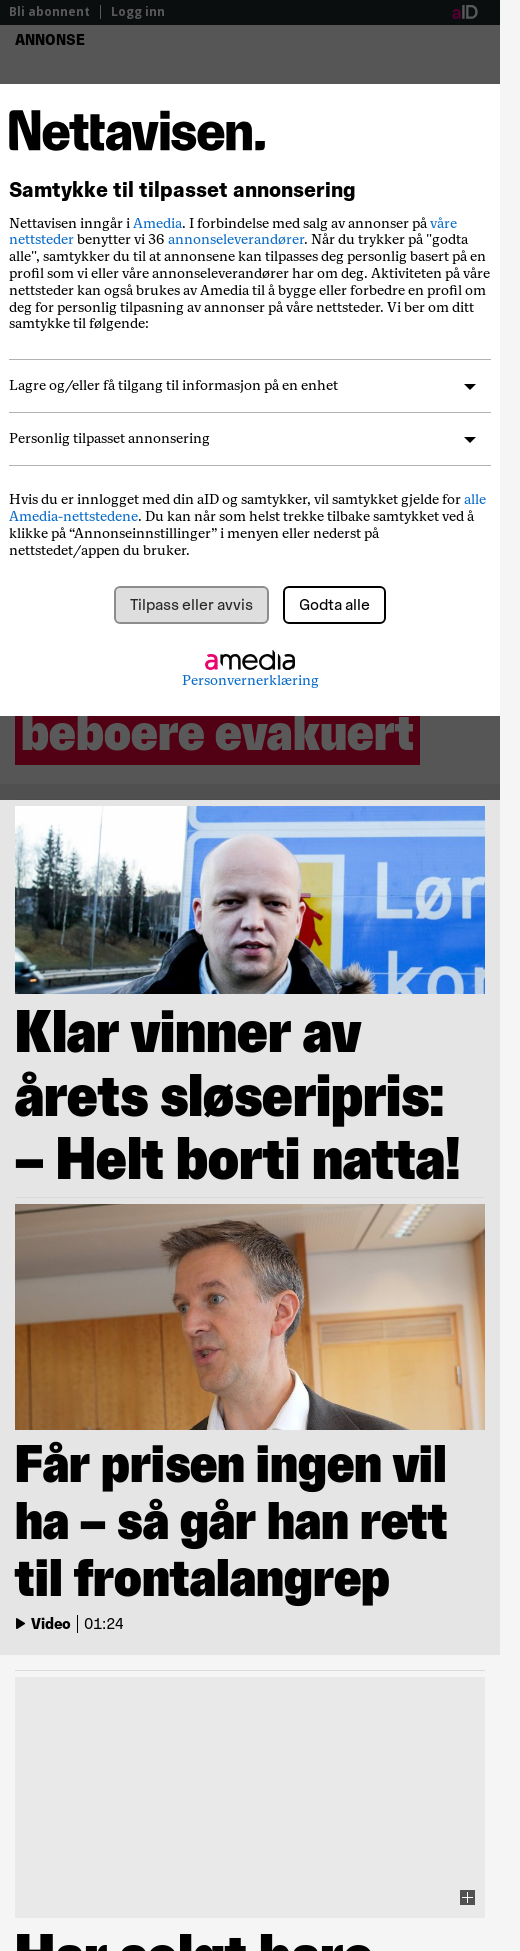 Bli abonnent | Logg inn
aID
ANNONSE
Nettavisen.
Samtykke til tilpasset annonsering
Nettavisen inngår i Amedia. I forbindelse med salg av annonser på våre
nettsteder benytter vi 36 annonseleverandører. Når du trykker på "godta
alle", samtykker du til at annonsene kan tilpasses deg personlig basert på en
profil som vi eller våre annonseleverandører har om deg. Aktiviteten på våre
nettsteder kan også brukes av Amedia til å bygge eller forbedre en profil om
deg for personlig tilpasning av annonser på våre nettsteder. Vi ber om ditt
samtykke til følgende:
Lagre og/eller få tilgang til informasjon på en enhet
Personlig tilpasset annonsering
Hvis du er innlogget med din aID og samtykker, vil samtykket gjelde for alle
Amedia-nettstedene. Du kan når som helst trekke tilbake samtykket ved å
klikke på “Annonseinnstillinger” i menyen eller nederst på
nettstedet/appen du bruker.
Tilpass eller avvis
Godta alle
amedia
Personvernerklæring
beboere evakuert
Lør
kon
Klar vinner av
årets sløseripris:
– Helt borti natta!
Får prisen ingen vil
ha – så går han rett
til frontalangrep
Video | 01:24